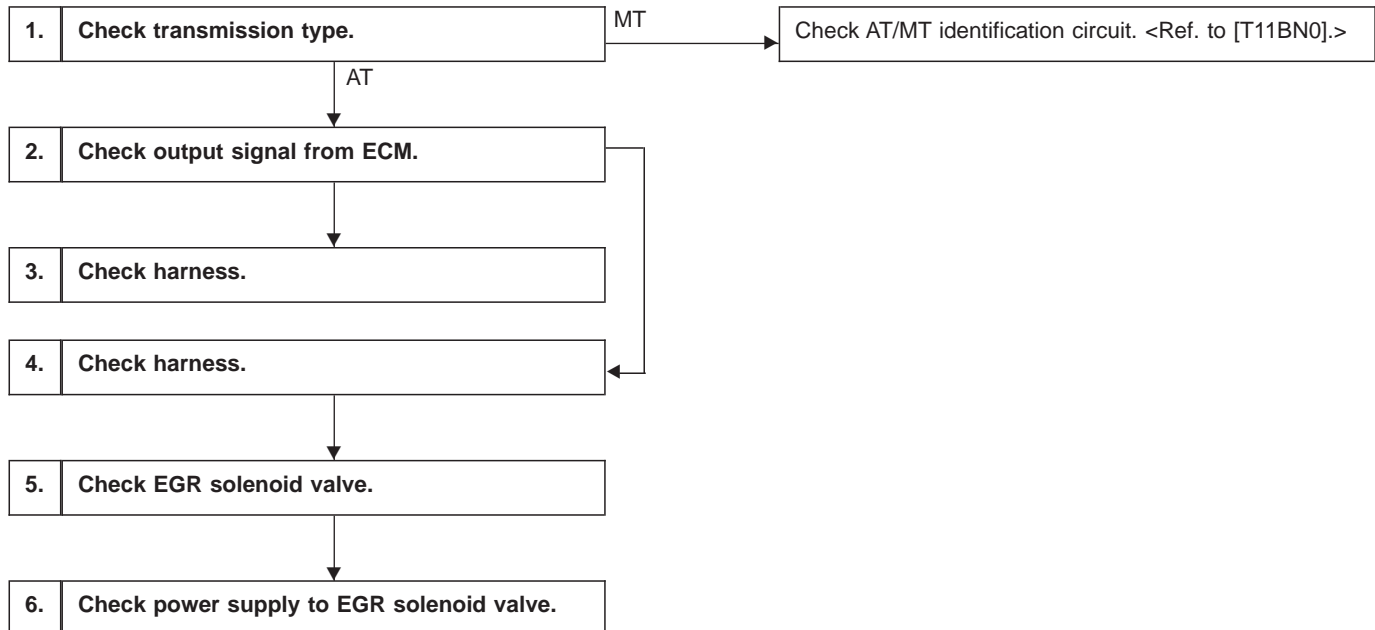 1. Check transmission type.
MT
Check AT/MT identification circuit. <Ref. to [T11BN0].>
AT
2. Check output signal from ECM.
3. Check harness.
4. Check harness.
5. Check EGR solenoid valve.
6. Check power supply to EGR solenoid valve.